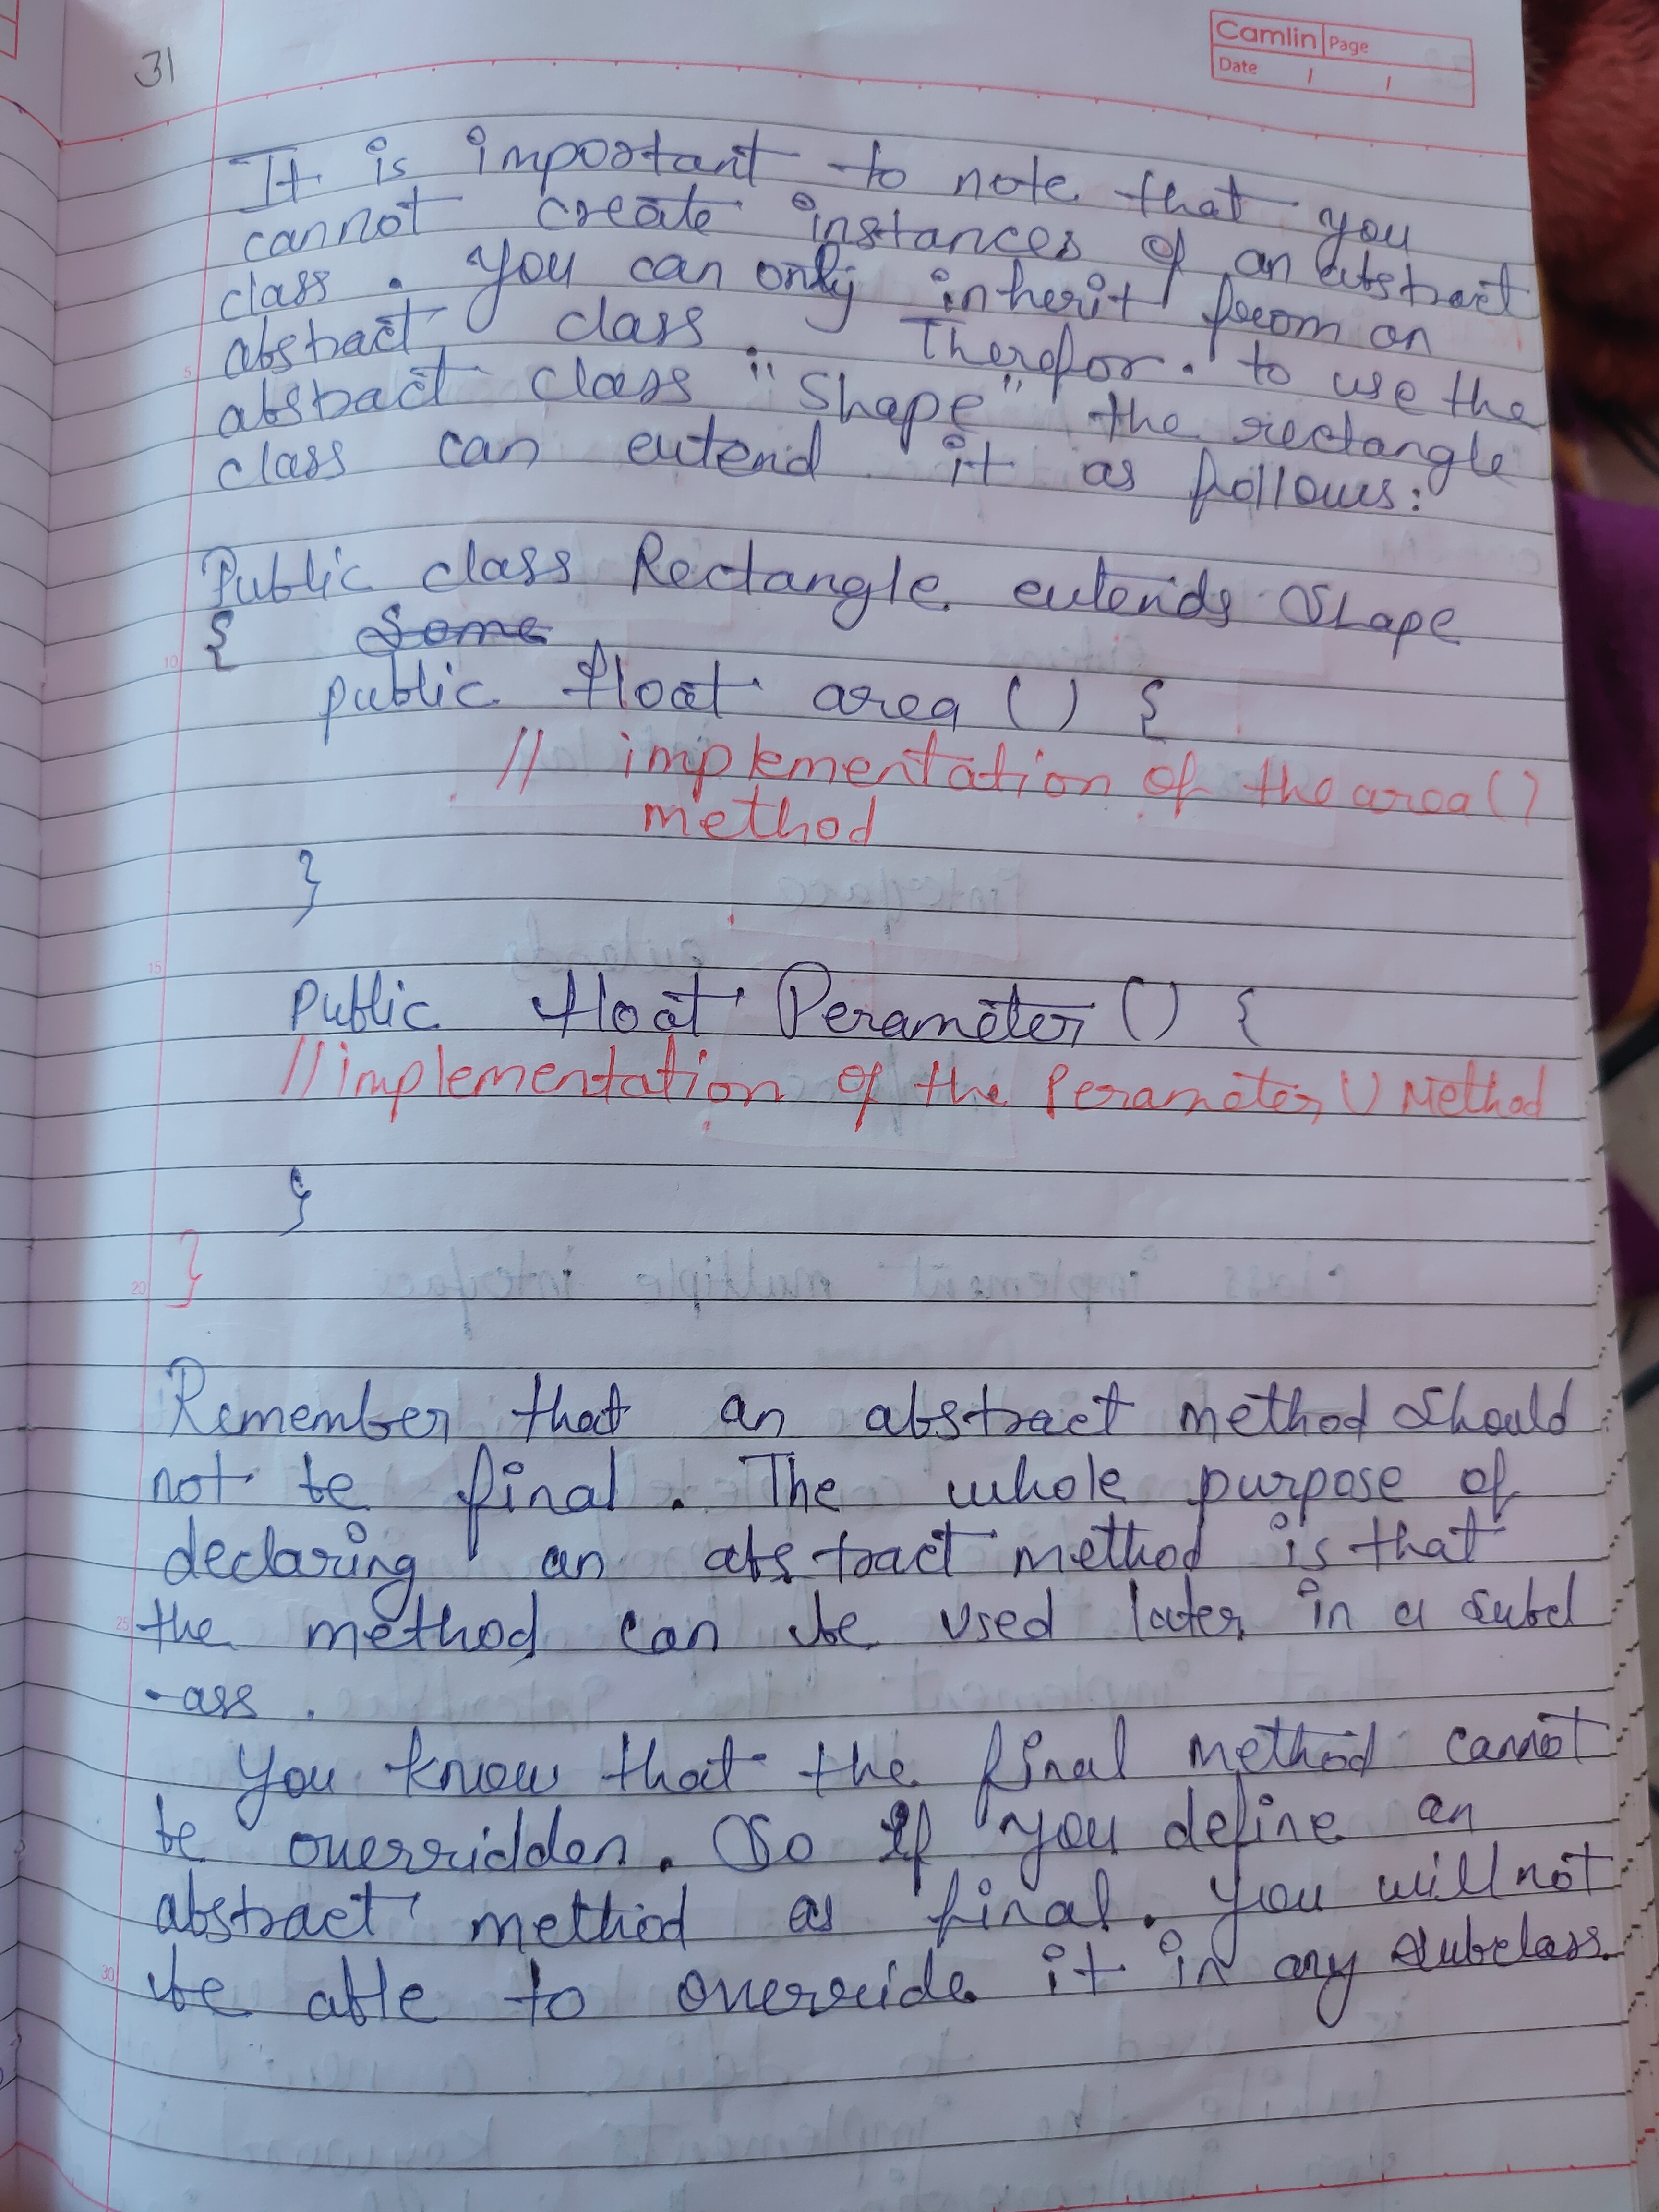 31
Camlin Page
Date / /
It is important to note that you
cannot create instances of an abstract
class. You can only inherit from an
abstract class. Therefor. to use the
abstract class "Shape" the rectangle
class can extend it as follows:
Public class Rectangle extends Shape
{ Some
public float area () {
// implementation of the area ()
method
}
Public float Perameter () {
// implementation of the Perameter () Method
}
}
Remember that an abstract method should
not be final. The whole purpose of
declaring an abstract method is that
the method can be used later in a subcl
-ass.
You know that the final method cannot
be overridden. So If you define an
abstract method as final. you will not
be able to override it in any subclass.
5
10
15
20
25
30